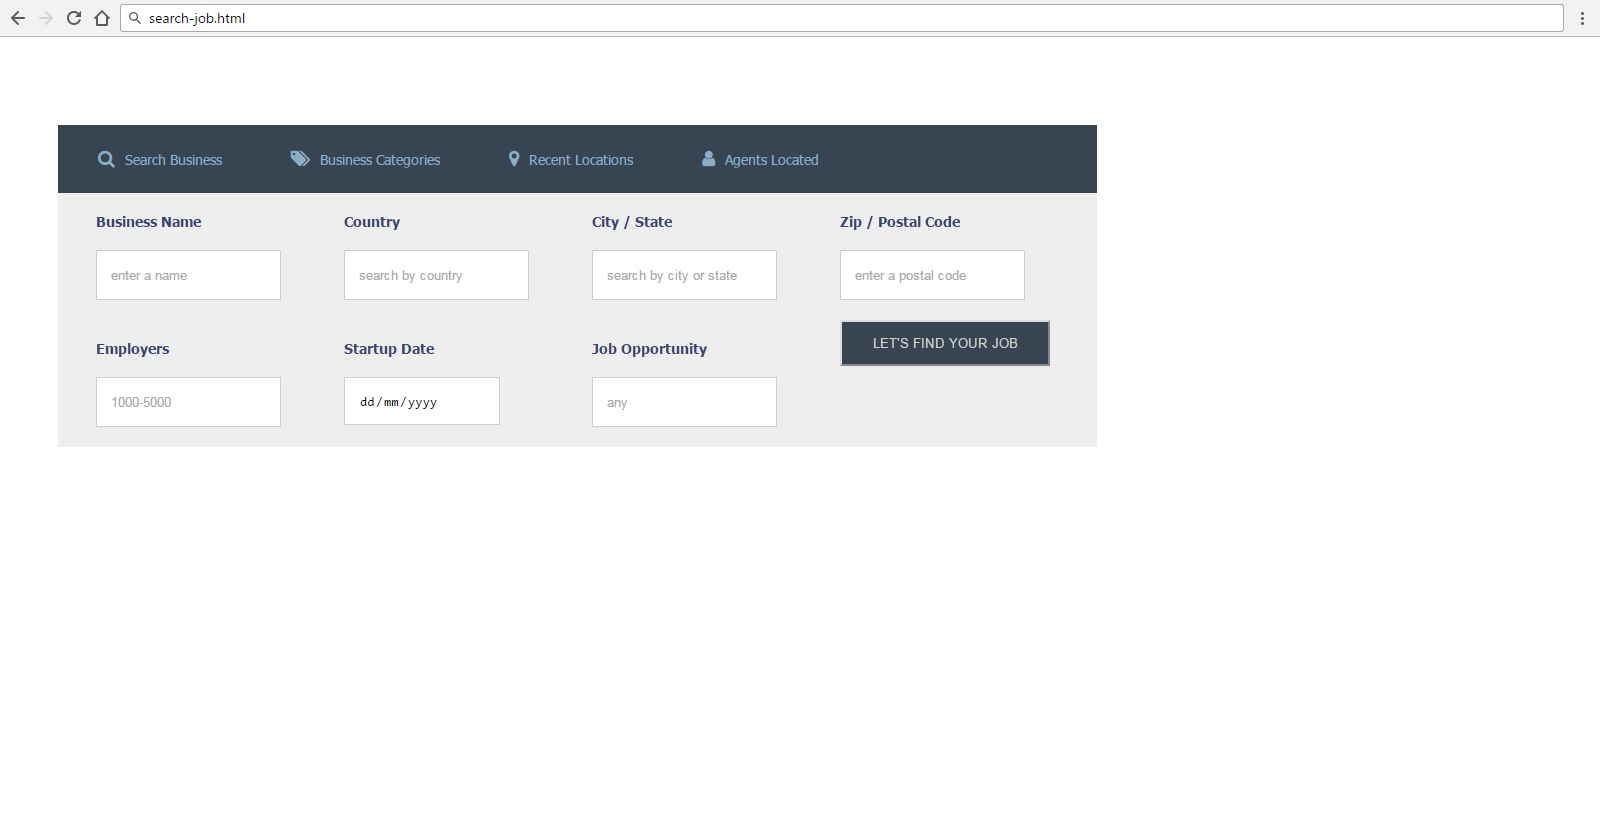 search-job.html
Search Business Business Categories Recent Locations Agents Located
Business Name Country City / State Zip / Postal Code
enter a name search by country search by city or state enter a postal code
LET'S FIND YOUR JOB
Employers Startup Date Job Opportunity
1000-5000 dd/mm/yyyy any